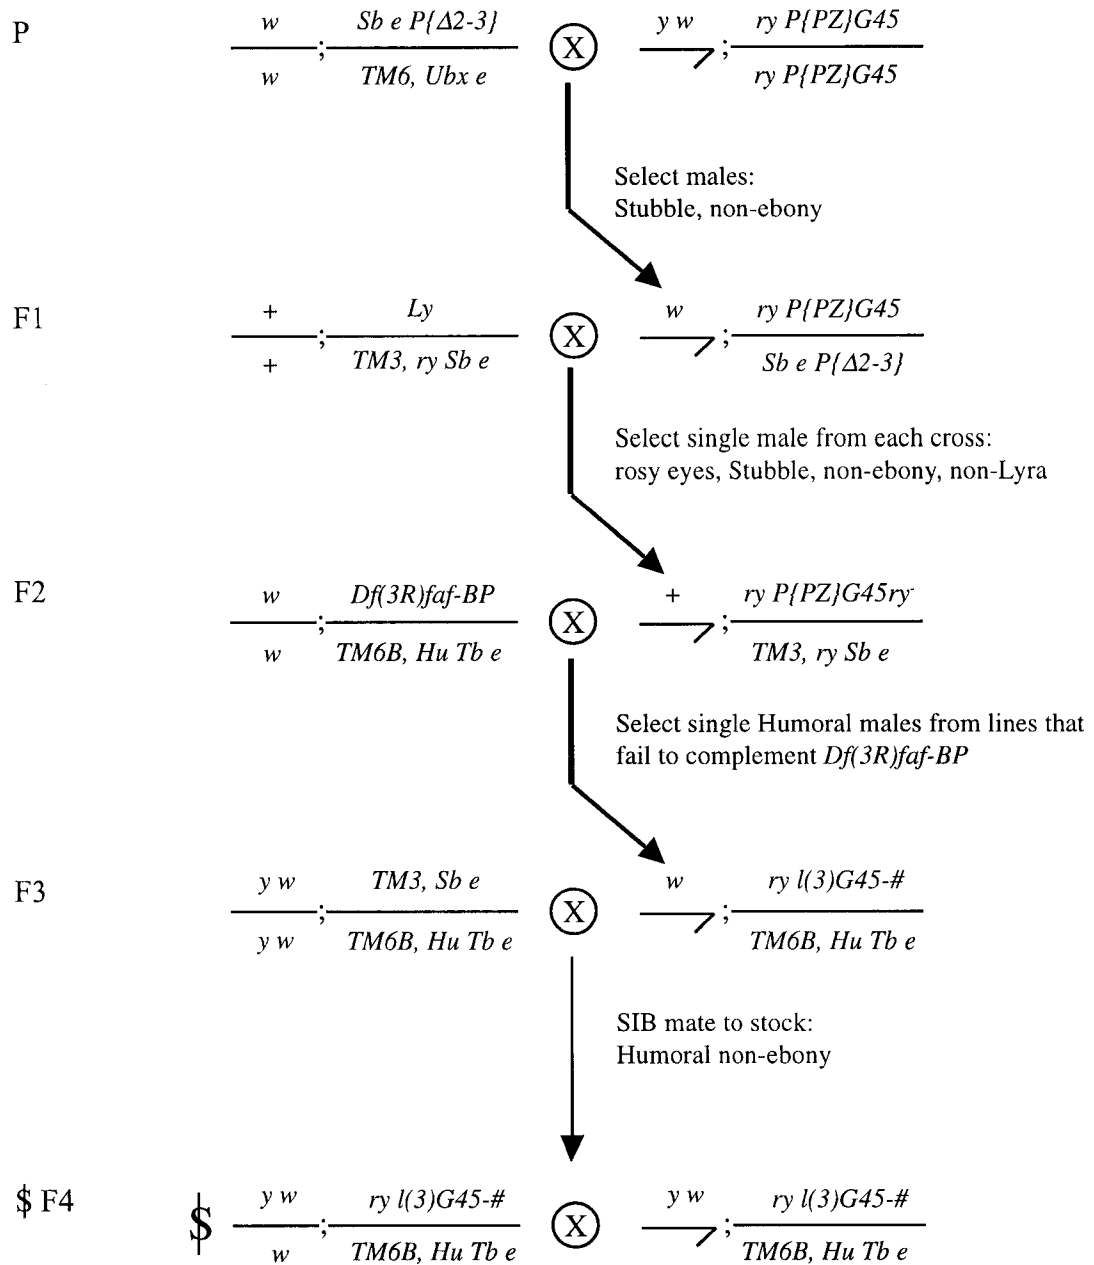 P
w Sb e P{Δ2-3} X y w ry P{PZ}G45
; ;
w TM6, Ubx e ry P{PZ}G45
Select males:
Stubble, non-ebony
F1
+ Ly X w ry P{PZ}G45
; ;
+ TM3, ry Sb e Sb e P{Δ2-3}
Select single male from each cross:
rosy eyes, Stubble, non-ebony, non-Lyra
F2
w Df(3R)faf-BP X + ry P{PZ}G45ry-
; ;
w TM6B, Hu Tb e TM3, ry Sb e
Select single Humoral males from lines that
fail to complement Df(3R)faf-BP
F3
y w TM3, Sb e X w ry l(3)G45-#
; ;
y w TM6B, Hu Tb e TM6B, Hu Tb e
SIB mate to stock:
Humoral non-ebony
$ F4
$ y w ry l(3)G45-# X y w ry l(3)G45-#
; ;
w TM6B, Hu Tb e TM6B, Hu Tb e